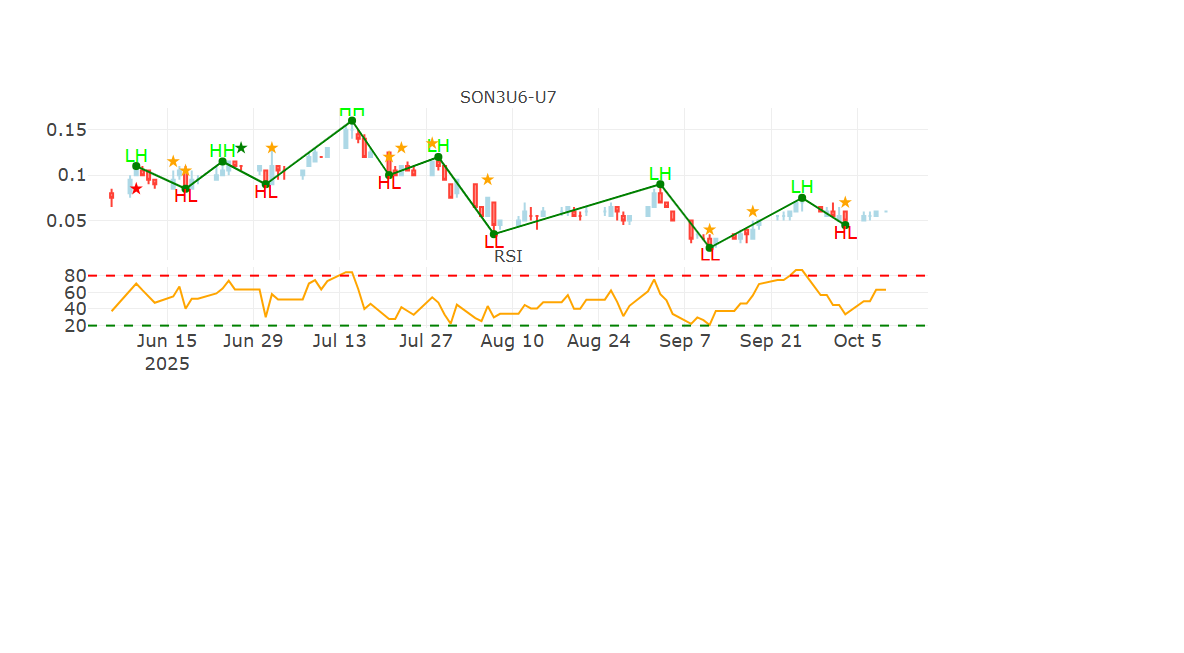 SON3U6-U7
0.15
0.1
0.05
LH
HL
HH
HL
HL
LH
LL
LH
LL
LH
HL
RSI
80
60
40
20
Jun 15 Jun 29 Jul 13 Jul 27 Aug 10 Aug 24 Sep 7 Sep 21 Oct 5
2025